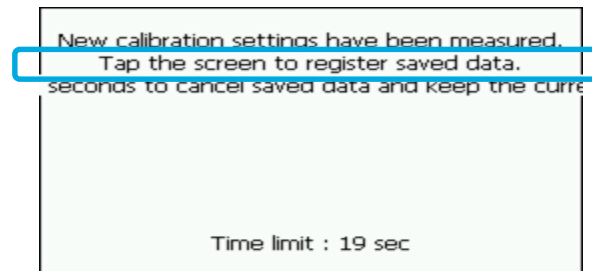 New calibration settings have been measured.
Tap the screen to register saved data.
seconds to cancel saved data and keep the curre
Time limit : 19 sec